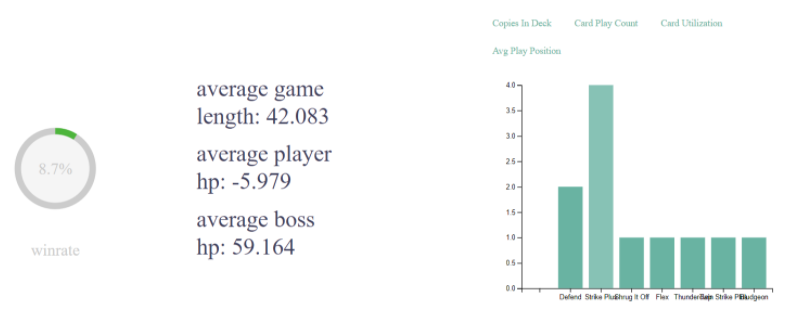 8.7%
winrate
average game
length: 42.083
average player
hp: -5.979
average boss
hp: 59.164
Copies In Deck Card Play Count Card Utilization
Avg Play Position
4.0
3.5
3.0
2.5
2.0
1.5
1.0
0.5
0.0
Defend Strike Plus Shrug It Off Flex Thunderclap Twin Strike Plus Bludgeon